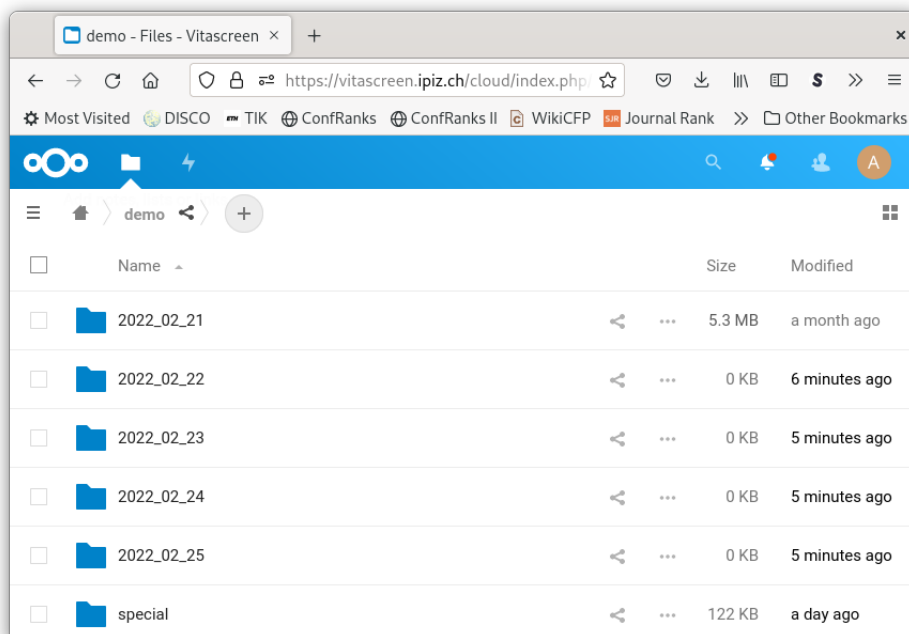 demo - Files - Vitascreen
https://vitascreen.ipiz.ch/cloud/index.php/
Most Visited DISCO ETH TIK ConfRanks ConfRanks II WikiCFP SJR Journal Rank Other Bookmarks
A
demo
Name Size Modified
2022_02_21 5.3 MB a month ago
2022_02_22 0 KB 6 minutes ago
2022_02_23 0 KB 5 minutes ago
2022_02_24 0 KB 5 minutes ago
2022_02_25 0 KB 5 minutes ago
special 122 KB a day ago